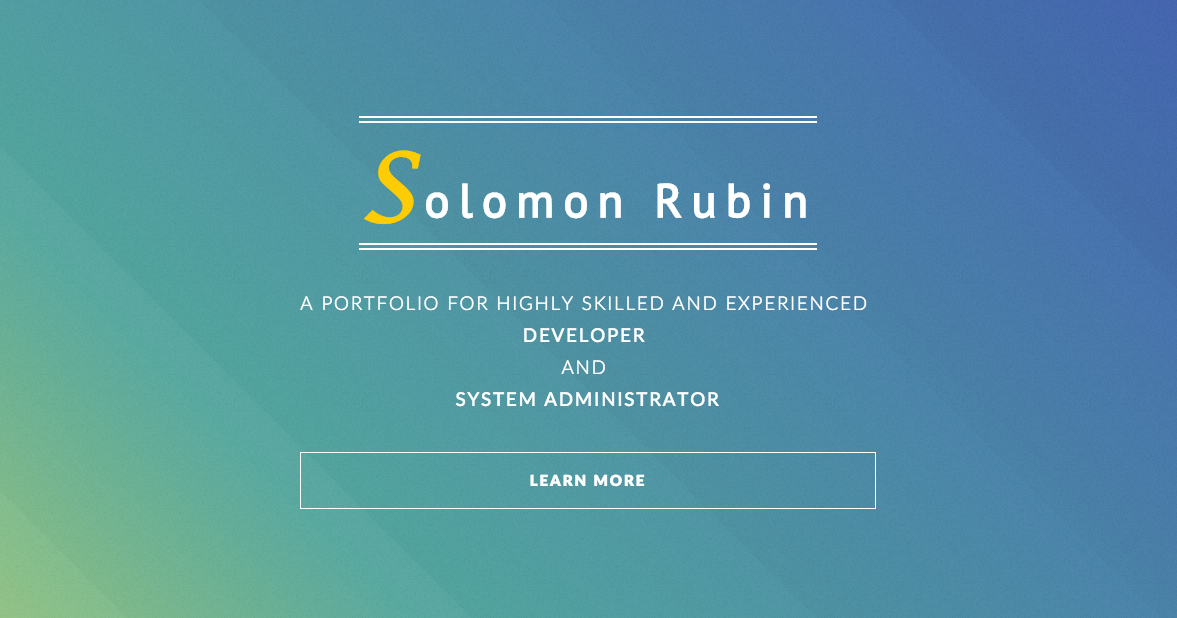 Solomon Rubin
A PORTFOLIO FOR HIGHLY SKILLED AND EXPERIENCED
DEVELOPER
AND
SYSTEM ADMINISTRATOR
LEARN MORE